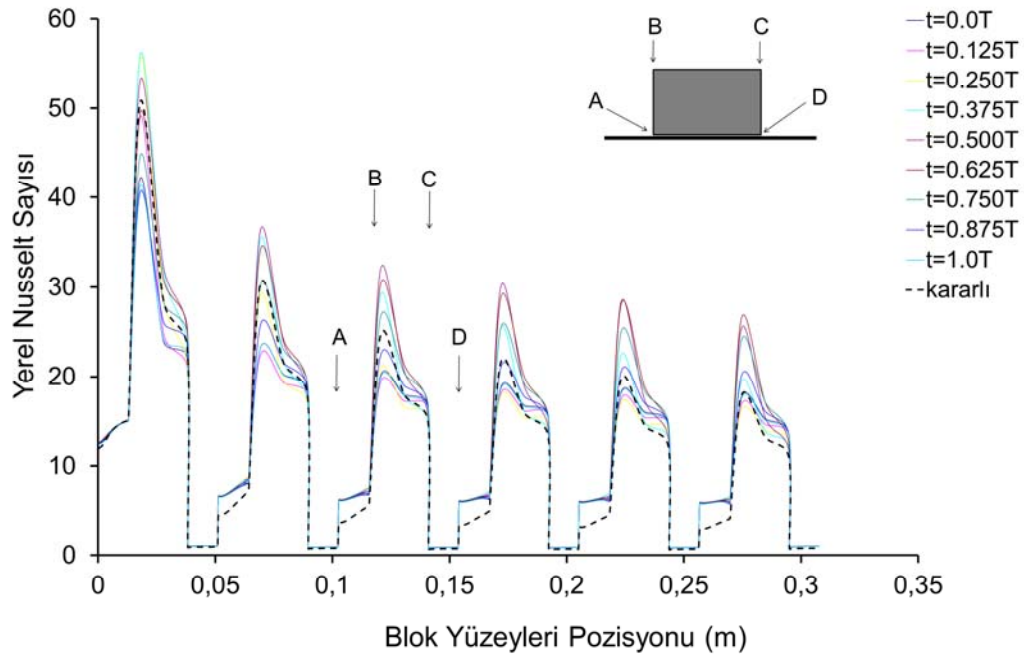 Yerel Nusselt Sayısı
60
50
40
30
20
10
0
0
0,05
0,1
0,15
0,2
0,25
0,3
0,35
Blok Yüzeyleri Pozisyonu (m)
B
C
A
D
B
C
A
D
t=0.0T
t=0.125T
t=0.250T
t=0.375T
t=0.500T
t=0.625T
t=0.750T
t=0.875T
t=1.0T
kararlı